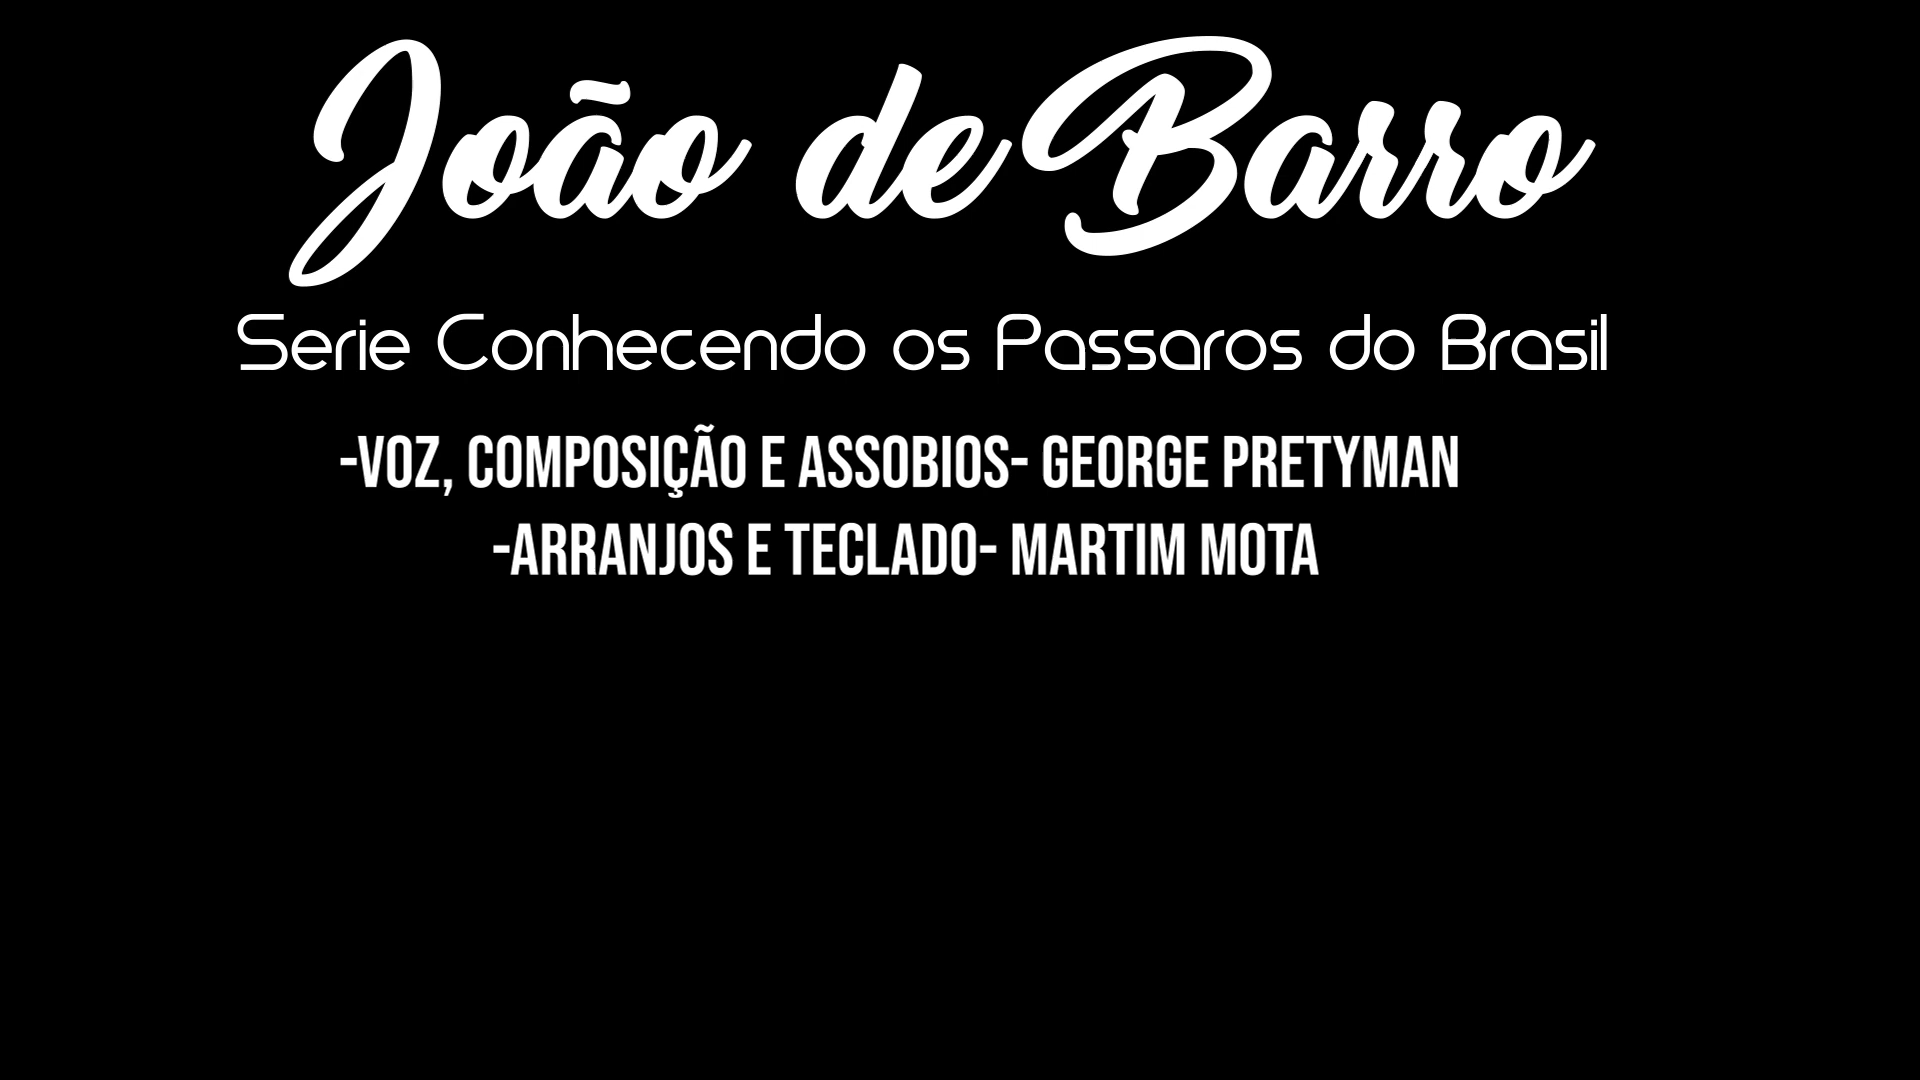 João de Barro
Serie Conhecendo os Passaros do Brasil
-VOZ, COMPOSIÇÃO E ASSOBIOS- GEORGE PRETYMAN
-ARRANJOS E TECLADO- MARTIM MOTA